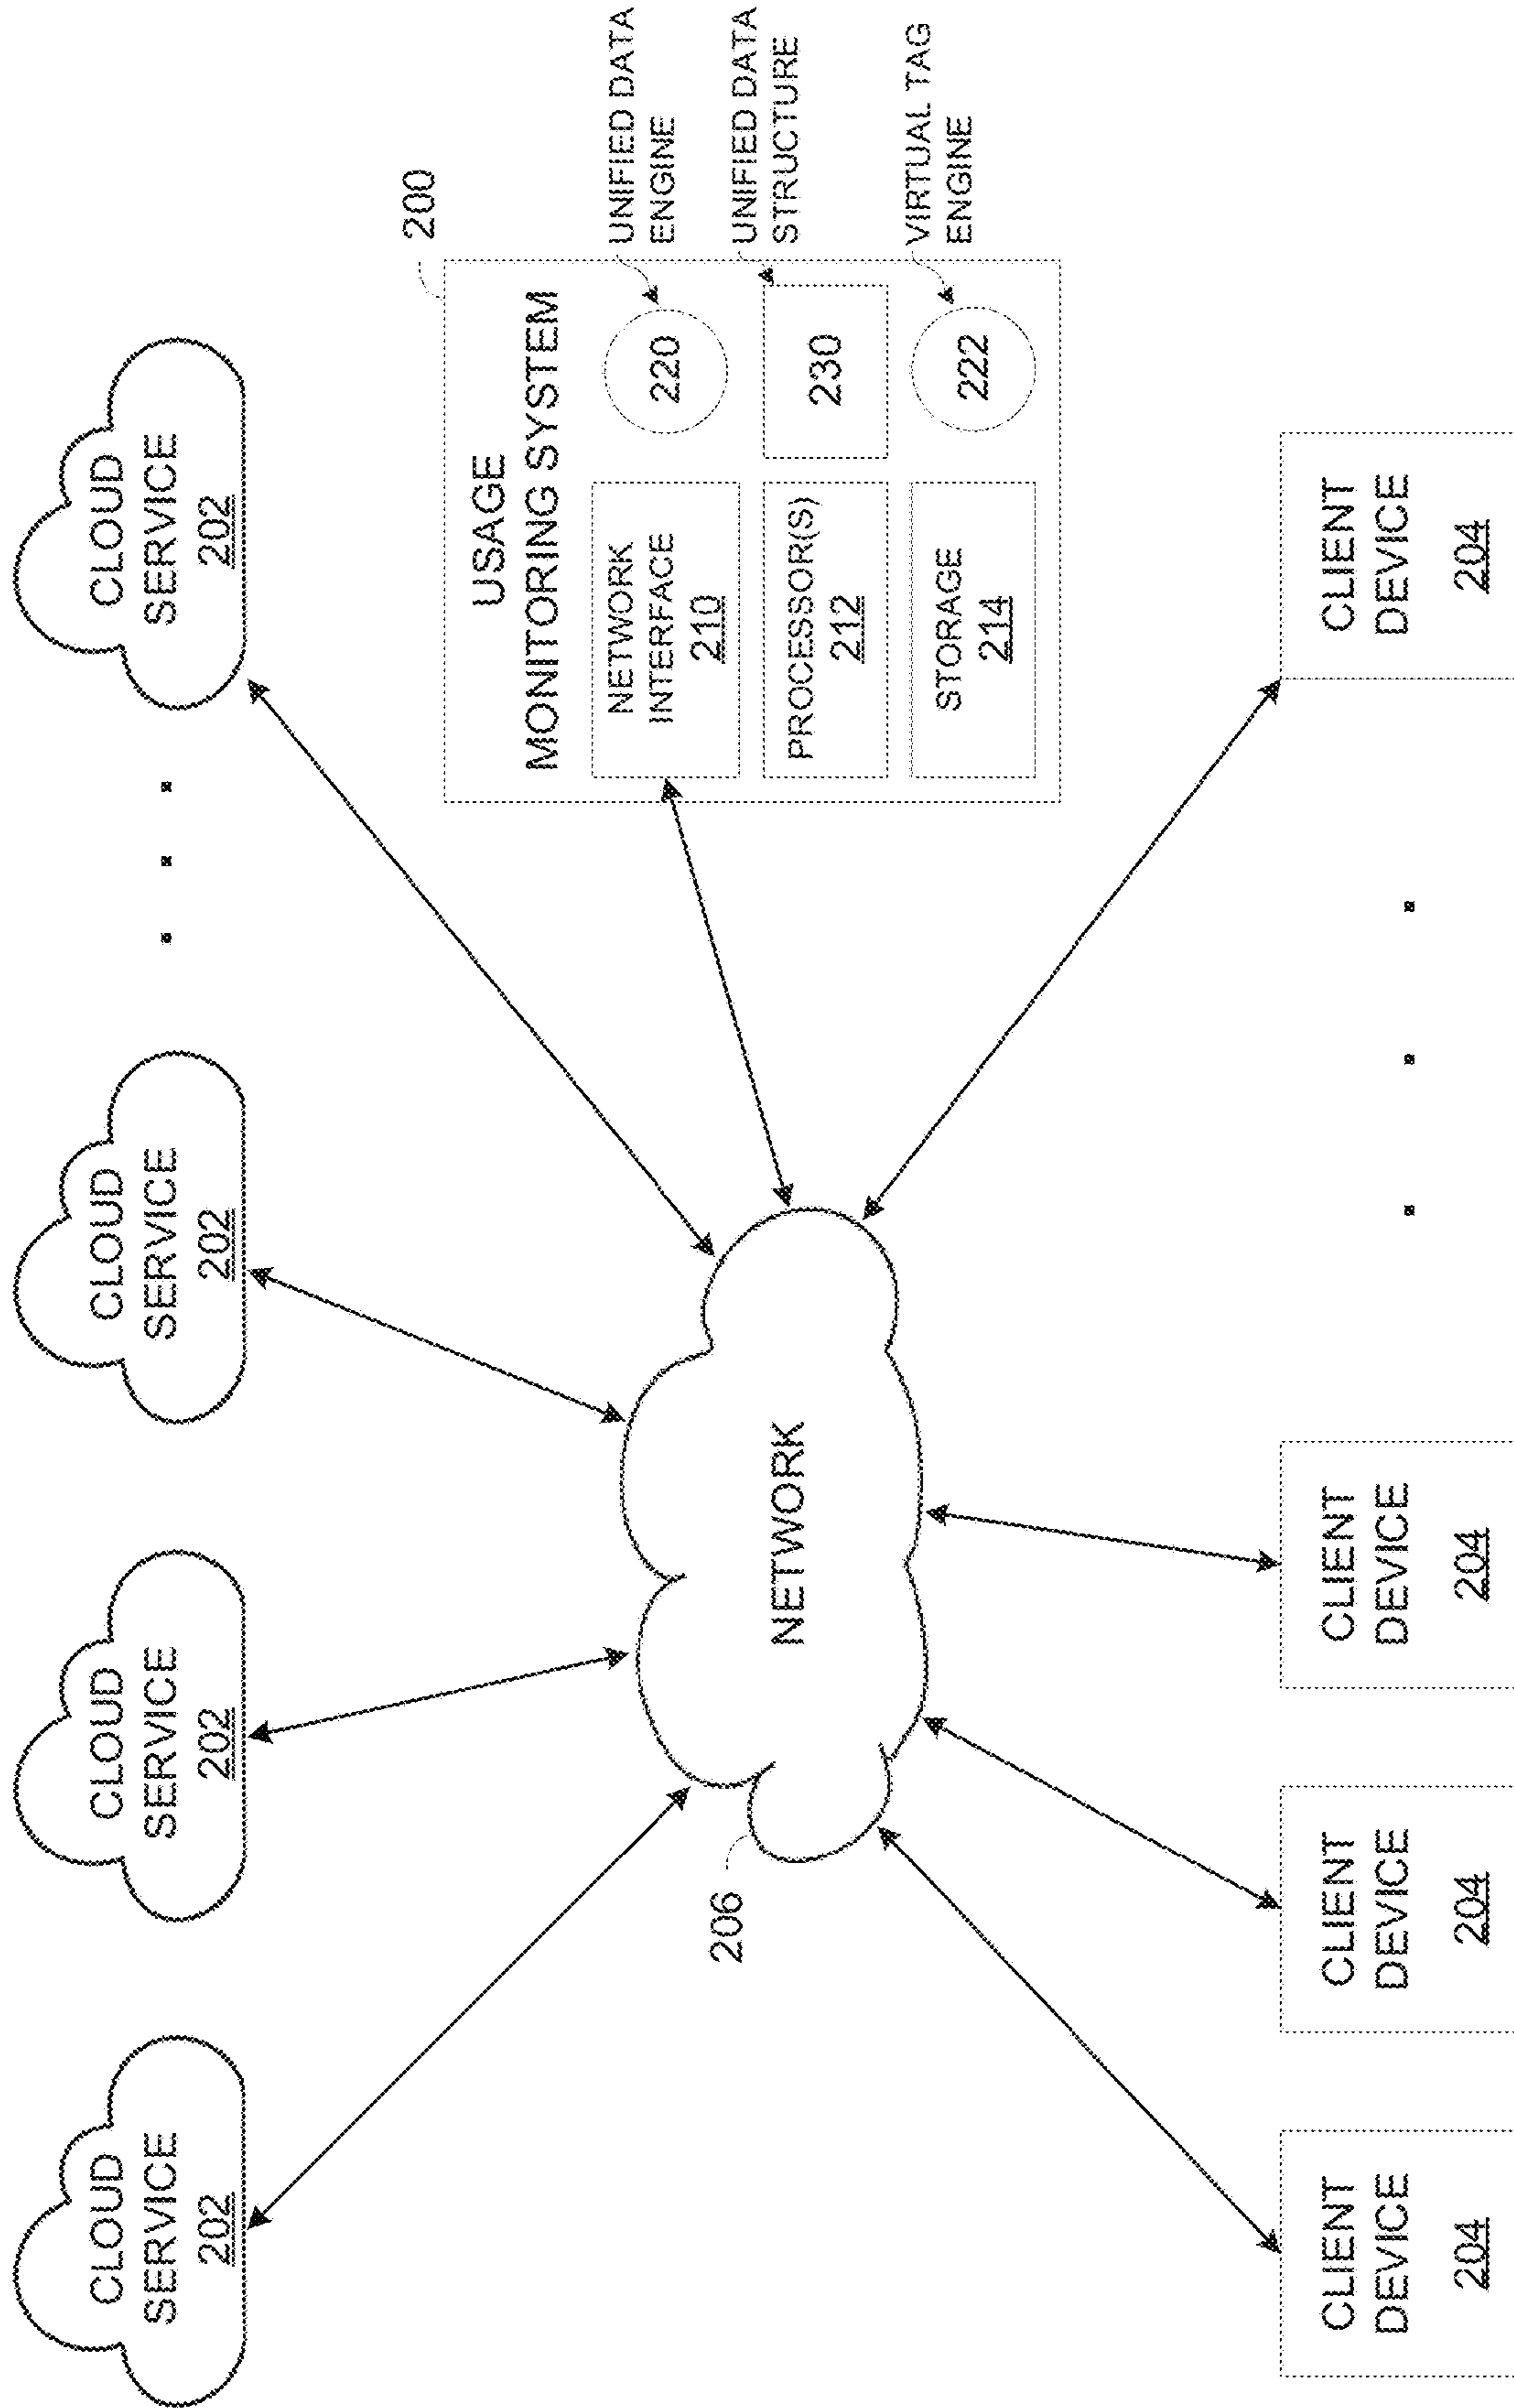 CLOUD
SERVICE
202
CLOUD
SERVICE
202
CLOUD
SERVICE
202
CLOUD
SERVICE
202
200
USAGE
MONITORING SYSTEM
NETWORK
INTERFACE
210
220
UNIFIED DATA
ENGINE
PROCESSOR(S)
212
230
UNIFIED DATA
STRUCTURE
STORAGE
214
222
VIRTUAL TAG
ENGINE
206
NETWORK
CLIENT
DEVICE
204
CLIENT
DEVICE
204
CLIENT
DEVICE
204
CLIENT
DEVICE
204